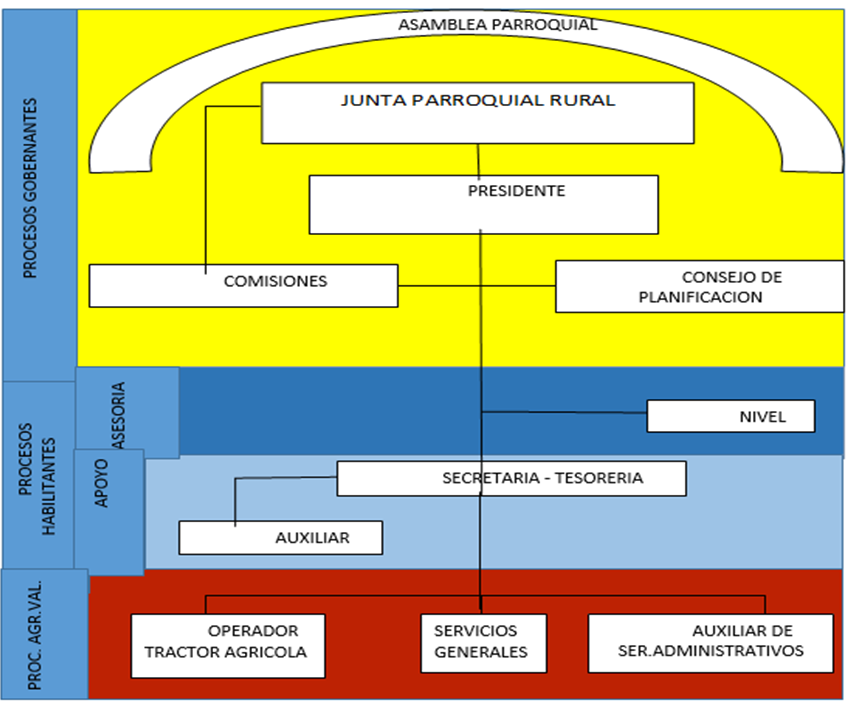 ASAMBLEA PARROQUIAL
JUNTA PARROQUIAL RURAL
PRESIDENTE
COMISIONES
CONSEJO DE
PLANIFICACION
PROCESOS GOBERNANTES
PROCESOS
HABILITANTES
ASESORIA
NIVEL
APOYO
SECRETARIA - TESORERIA
AUXILIAR
PROC. AGR.VAL.
OPERADOR
TRACTOR AGRICOLA
SERVICIOS
GENERALES
AUXILIAR DE
SER.ADMINISTRATIVOS